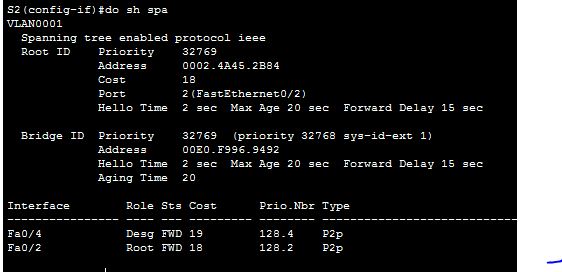 S2(config-if)#do sh spa
VLAN0001
  Spanning tree enabled protocol ieee
  Root ID    Priority    32769
             Address     0002.4A45.2B84
             Cost        18
             Port        2(FastEthernet0/2)
             Hello Time  2 sec  Max Age 20 sec  Forward Delay 15 sec

  Bridge ID  Priority    32769  (priority 32768 sys-id-ext 1)
             Address     00E0.F996.9492
             Hello Time  2 sec  Max Age 20 sec  Forward Delay 15 sec
             Aging Time  20

Interface        Role Sts Cost      Prio.Nbr Type
---------------- ---- --- --------- -------- --------------------------------
Fa0/4            Desg FWD 19        128.4    P2p
Fa0/2            Root FWD 18        128.2    P2p